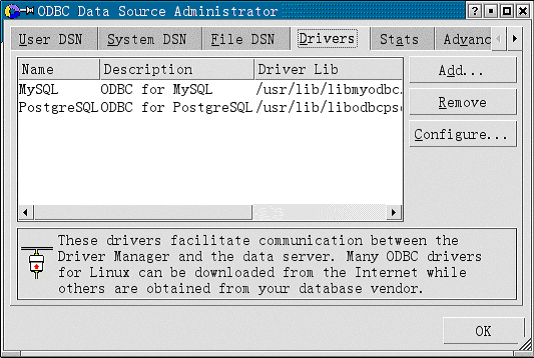 ODBC Data Source Administrator
User DSN System DSN File DSN Drivers Stats Advanc
Name Description Driver Lib
MySQL ODBC for MySQL /usr/lib/libmyodbc.
PostgreSQL ODBC for PostgreSQL /usr/lib/libodbcps
Add...
Remove
Configure...
These drivers facilitate communication between the
Driver Manager and the data server. Many ODBC drivers
for Linux can be downloaded from the Internet while
others are obtained from your database vendor.
OK